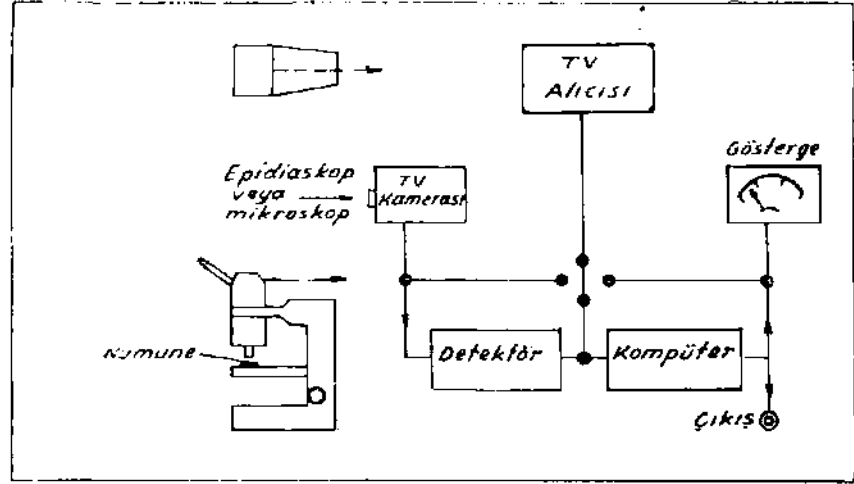 TV
Alıcısı
Gösterge
Epidiaskop
veya
mikroskop
TV
Kamerası
Numune
Detektör
Kompüter
Çıkış